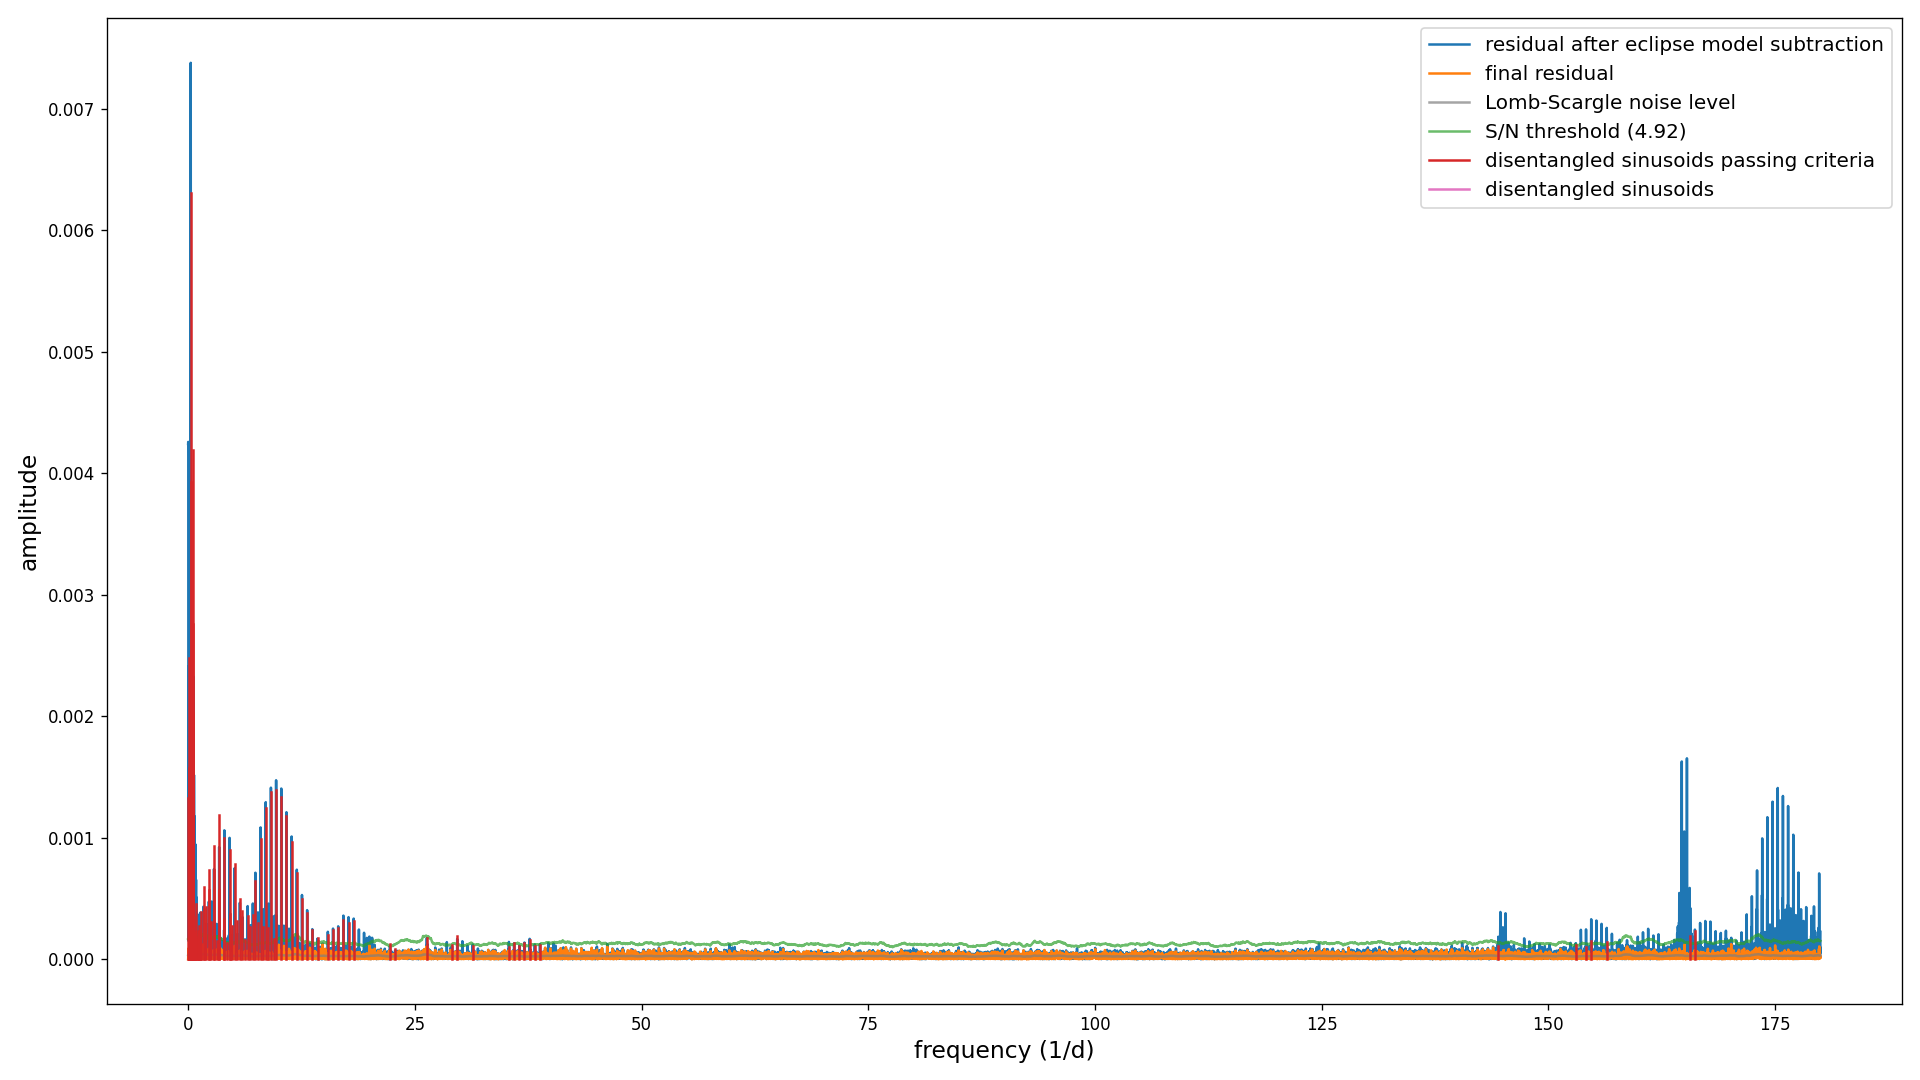 residual after eclipse model subtraction
final residual
Lomb-Scargle noise level
S/N threshold (4.92)
disentangled sinusoids passing criteria
disentangled sinusoids
0.007
0.006
0.005
0.004
0.003
0.002
0.001
0.000
amplitude
0 25 50 75 100 125 150 175
frequency (1/d)